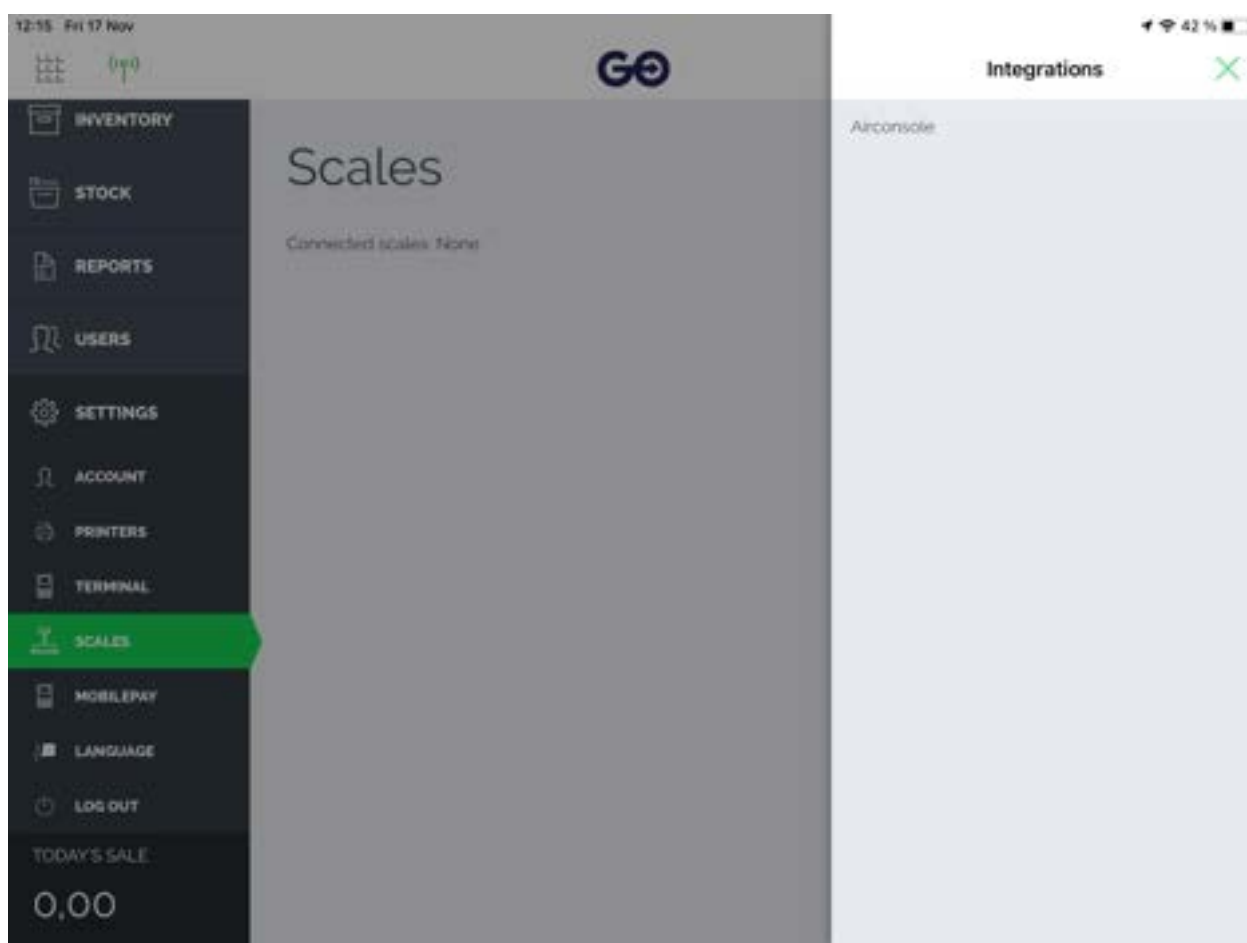 12:15 Fri 17 Nov
42 %
GO
Integrations
INVENTORY
Airconsole
Scales
STOCK
Connected scales: None
REPORTS
USERS
SETTINGS
ACCOUNT
PRINTERS
TERMINAL
SCALES
MOBILEPAY
LANGUAGE
LOG OUT
TODAY'S SALE
0,00